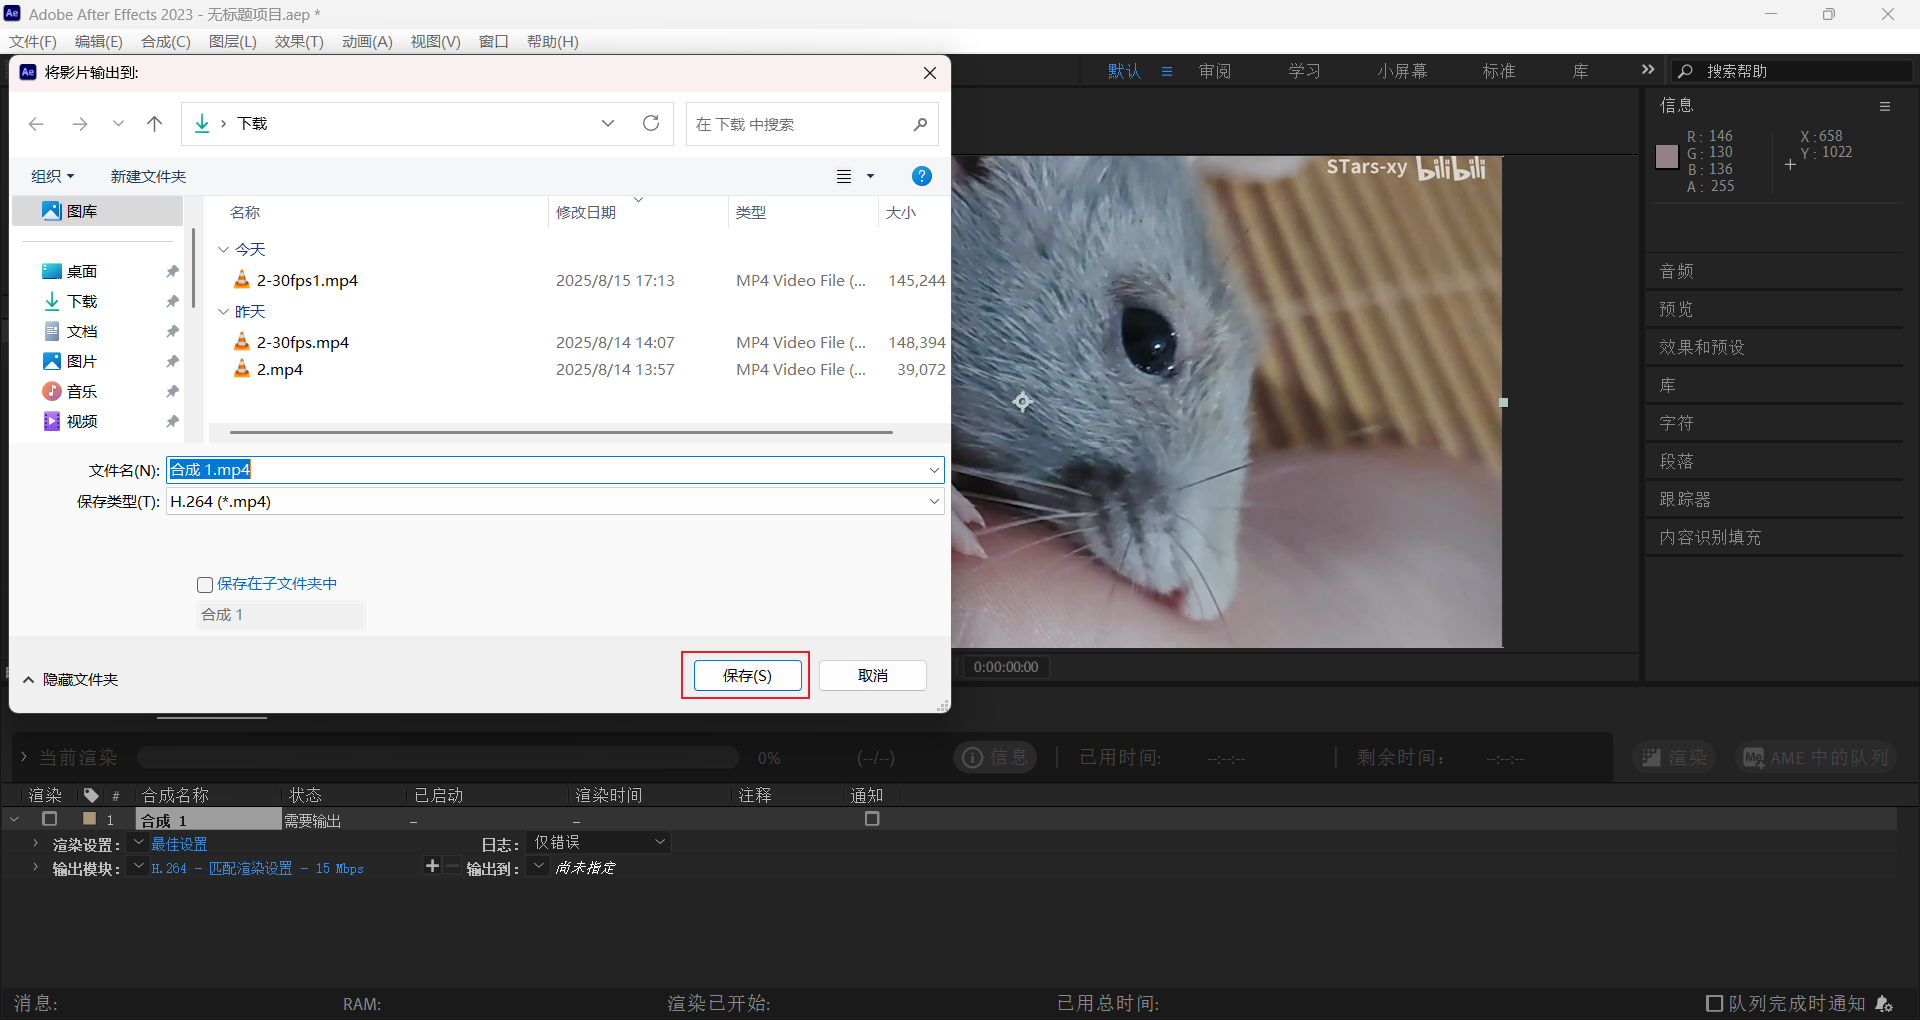 Adobe After Effects 2023 - 无标题项目.aep *
文件(F) 编辑(E) 合成(C) 图层(L) 效果(T) 动画(A) 视图(V) 窗口 帮助(H)
将影片输出到:
默认 审阅 学习 小屏幕 标准 库 搜索帮助
下载
在 下载 中搜索
组织 新建文件夹
图库
桌面
下载
文档
图片
音乐
视频
名称 修改日期 类型 大小
今天
2-30fps1.mp4 2025/8/15 17:13 MP4 Video File (... 145,244
昨天
2-30fps.mp4 2025/8/14 14:07 MP4 Video File (... 148,394
2.mp4 2025/8/14 13:57 MP4 Video File (... 39,072
文件名(N): 合成 1.mp4
保存类型(T): H.264 (*.mp4)
保存在子文件夹中
合成 1
隐藏文件夹
保存(S) 取消
STars-xy bilibili
0:00:00:00
信息
R: 146
G: 130
B: 136
A: 255
X:658
Y: 1022
音频
预览
效果和预设
库
字符
段落
跟踪器
内容识别填充
当前渲染 0% (--/--) 信息 已用时间: --:--:-- 剩余时间: --:--:-- 渲染 AME 中的队列
渲染 # 合成名称 状态 已启动 渲染时间 注释 通知
1 合成 1 需要输出 – –
渲染设置: 最佳设置 日志: 仅错误
输出模块: H.264 - 匹配渲染设置 - 15 Mbps + – 输出到: 尚未指定
消息: RAM: 渲染已开始: 已用总时间: 队列完成时通知